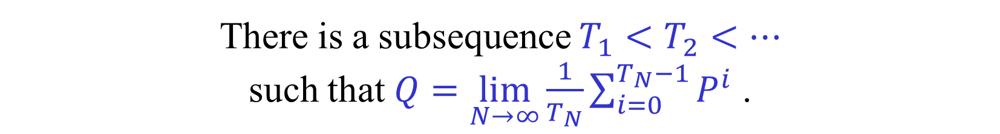 There is a subsequence T₁ < T₂ < ⋯
such that Q = lim_{N→∞} 1/T_N ∑_{i=0}^{T_N−1} P^i .